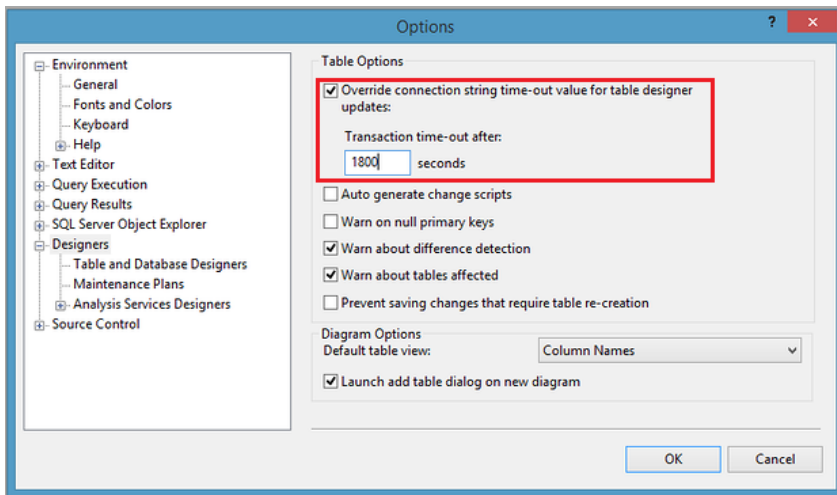 Options
?
Environment
General
Fonts and Colors
Keyboard
Help
Text Editor
Query Execution
Query Results
SQL Server Object Explorer
Designers
Table and Database Designers
Maintenance Plans
Analysis Services Designers
Source Control
Table Options
Override connection string time-out value for table designer
updates:
Transaction time-out after:
1800 seconds
Auto generate change scripts
Warn on null primary keys
Warn about difference detection
Warn about tables affected
Prevent saving changes that require table re-creation
Diagram Options
Default table view: Column Names
Launch add table dialog on new diagram
OK Cancel